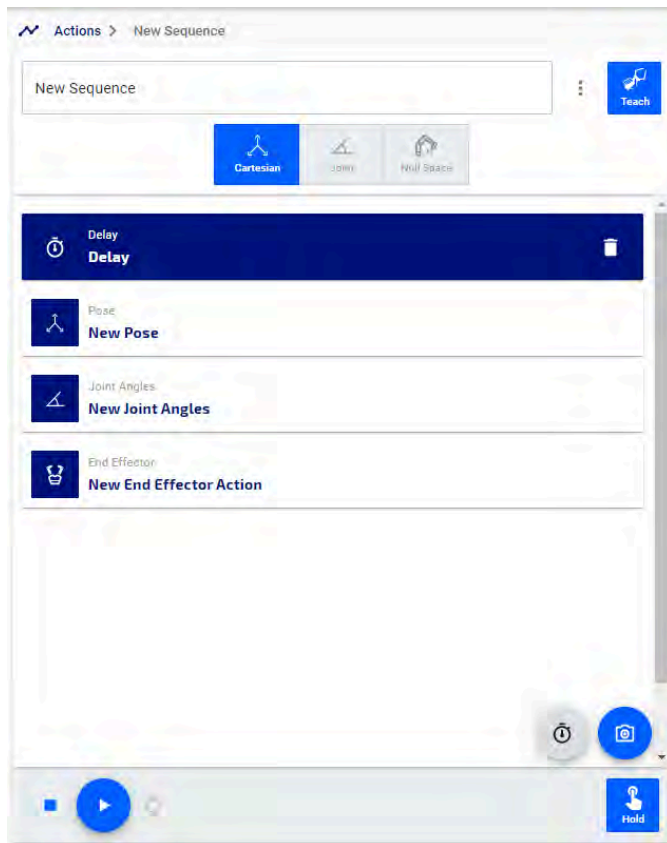 Actions > New Sequence
New Sequence
Teach
Cartesian
Joint
Null Space
Delay
Delay
Pose
New Pose
Joint Angles
New Joint Angles
End Effector
New End Effector Action
Hold